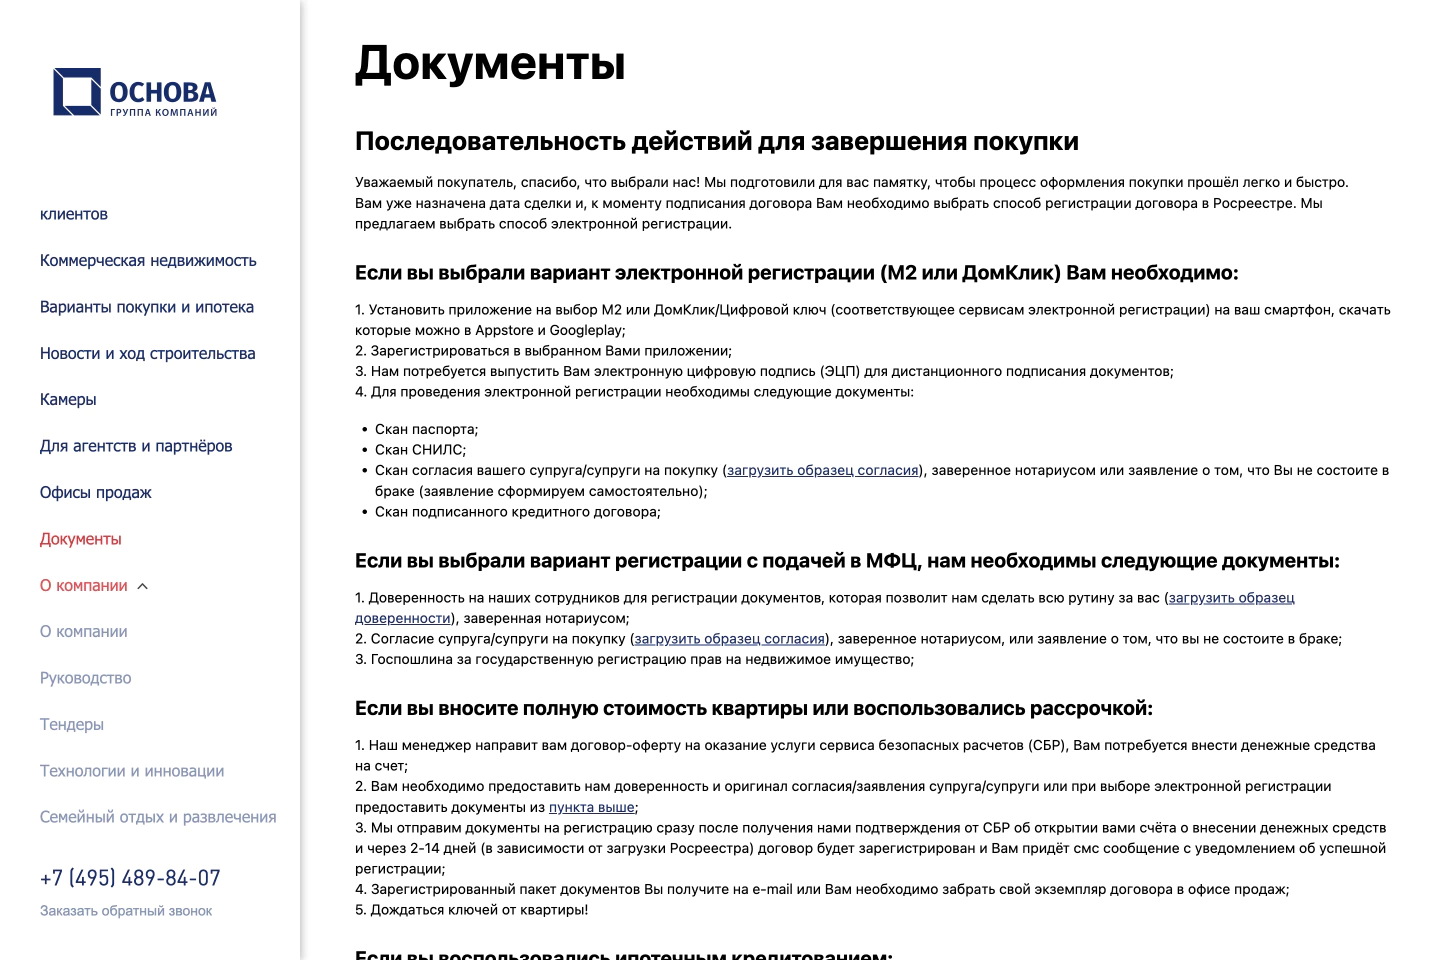 ОСНОВА
ГРУППА КОМПАНИЙ
клиентов
Коммерческая недвижимость
Варианты покупки и ипотека
Новости и ход строительства
Камеры
Для агентств и партнёров
Офисы продаж
Документы
О компании
О компании
Руководство
Тендеры
Технологии и инновации
Семейный отдых и развлечения
+7 (495) 489-84-07
Заказать обратный звонок
Документы
Последовательность действий для завершения покупки
Уважаемый покупатель, спасибо, что выбрали нас! Мы подготовили для вас памятку, чтобы процесс оформления покупки прошёл легко и быстро.
Вам уже назначена дата сделки и, к моменту подписания договора Вам необходимо выбрать способ регистрации договора в Росреестре. Мы
предлагаем выбрать способ электронной регистрации.
Если вы выбрали вариант электронной регистрации (М2 или ДомКлик) Вам необходимо:
1. Установить приложение на выбор М2 или ДомКлик/Цифровой ключ (соответствующее сервисам электронной регистрации) на ваш смартфон, скачать
которые можно в Appstore и Googleplay;
2. Зарегистрироваться в выбранном Вами приложении;
3. Нам потребуется выпустить Вам электронную цифровую подпись (ЭЦП) для дистанционного подписания документов;
4. Для проведения электронной регистрации необходимы следующие документы:
• Скан паспорта;
• Скан СНИЛС;
• Скан согласия вашего супруга/супруги на покупку (загрузить образец согласия), заверенное нотариусом или заявление о том, что Вы не состоите в
браке (заявление сформируем самостоятельно);
• Скан подписанного кредитного договора;
Если вы выбрали вариант регистрации с подачей в МФЦ, нам необходимы следующие документы:
1. Доверенность на наших сотрудников для регистрации документов, которая позволит нам сделать всю рутину за вас (загрузить образец
доверенности), заверенная нотариусом;
2. Согласие супруга/супруги на покупку (загрузить образец согласия), заверенное нотариусом, или заявление о том, что вы не состоите в браке;
3. Госпошлина за государственную регистрацию прав на недвижимое имущество;
Если вы вносите полную стоимость квартиры или воспользовались рассрочкой:
1. Наш менеджер направит вам договор-оферту на оказание услуги сервиса безопасных расчетов (СБР), Вам потребуется внести денежные средства
на счет;
2. Вам необходимо предоставить нам доверенность и оригинал согласия/заявления супруга/супруги или при выборе электронной регистрации
предоставить документы из пункта выше;
3. Мы отправим документы на регистрацию сразу после получения нами подтверждения от СБР об открытии вами счёта о внесении денежных средств
и через 2-14 дней (в зависимости от загрузки Росреестра) договор будет зарегистрирован и Вам придёт смс сообщение с уведомлением об успешной
регистрации;
4. Зарегистрированный пакет документов Вы получите на e-mail или Вам необходимо забрать свой экземпляр договора в офисе продаж;
5. Дождаться ключей от квартиры!
Если вы воспользовались ипотечным кредитованием: